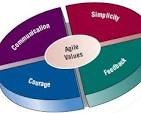 Communication
Simplicity
Agile
Values
Courage
Feedback